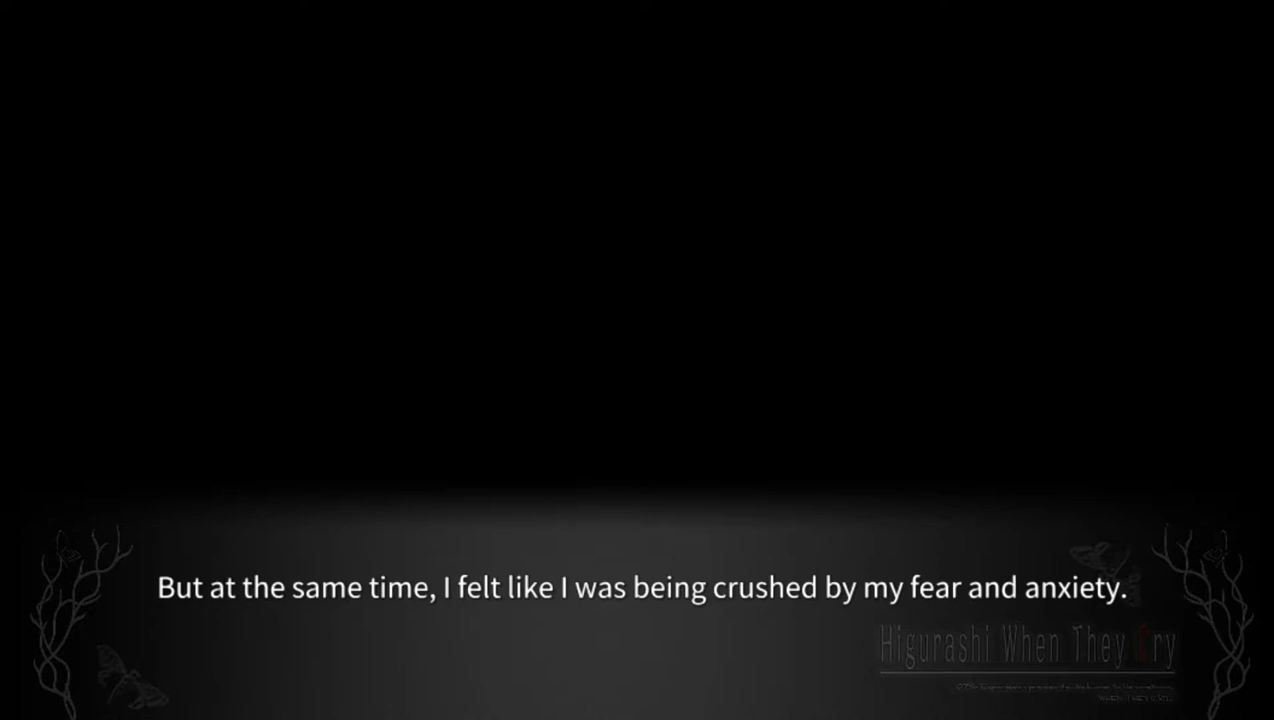 But at the same time, I felt like I was being crushed by my fear and anxiety.
Higurashi When They Cry